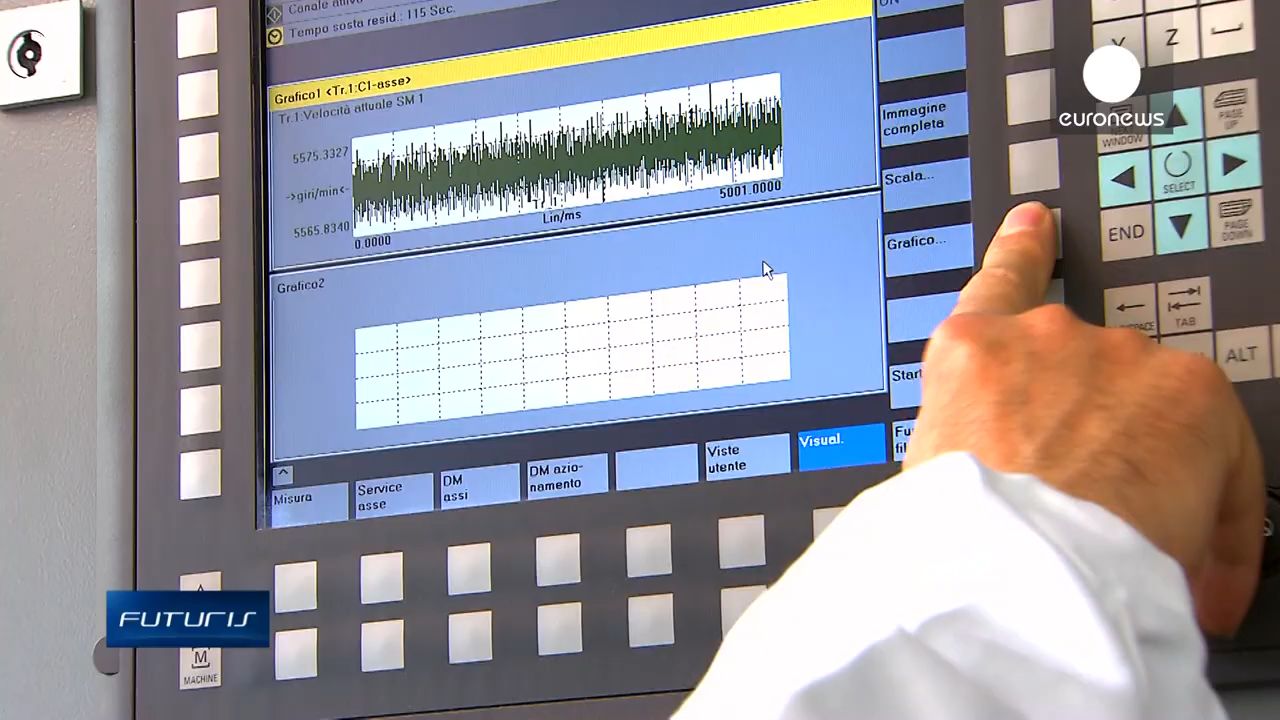 Canale attivo
Tempo sosta resid.: 115 Sec.
ON
Grafico1 <Tr.1:C1-asse>
Tr.1:Velocità attuale SM 1
5575.3327
->giri/min<-
5565.8340
0.0000
Lin/ms
5001.0000
Grafico2
Immagine
completa
Scala...
Grafico...
Start
Misura
Service
asse
DM
assi
DM azio-
namento
Viste
utente
Visual.
euronews
Y
Z
WINDOW
PAGE
UP
SELECT
END
PAGE
DOWN
TAB
ALT
FUTURIS
M
MACHINE